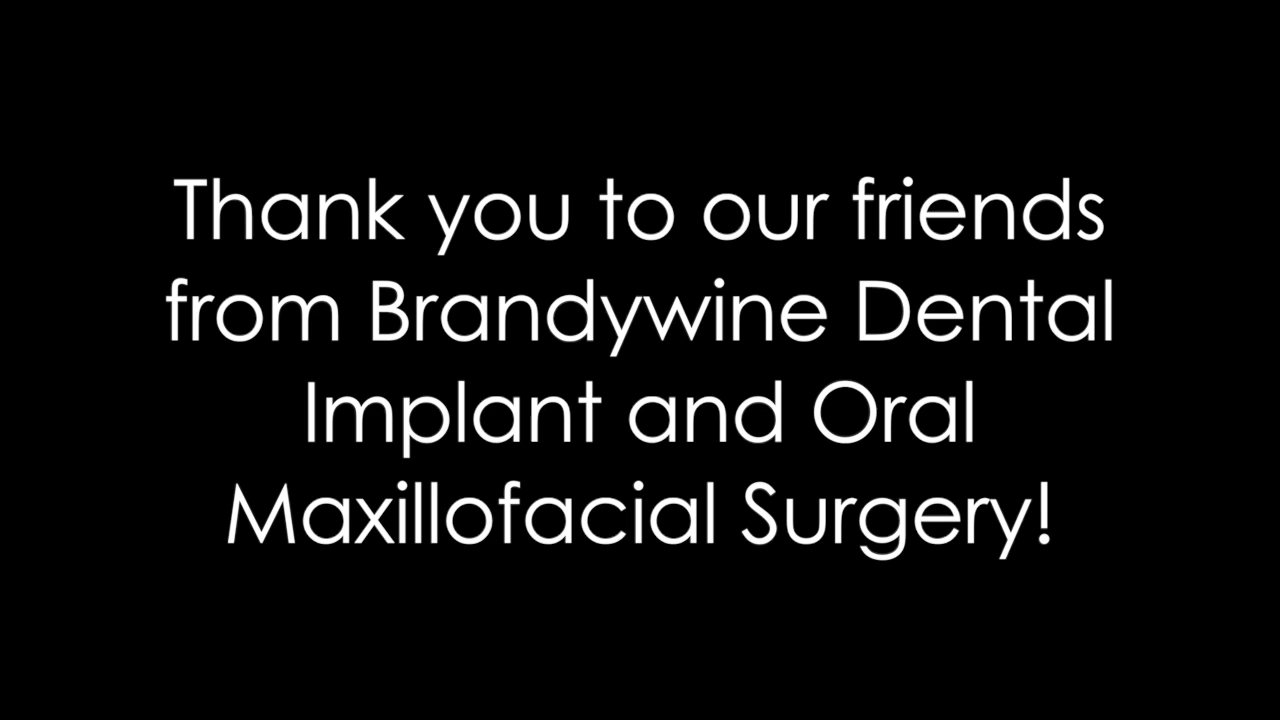 Thank you to our friends
from Brandywine Dental
Implant and Oral
Maxillofacial Surgery!